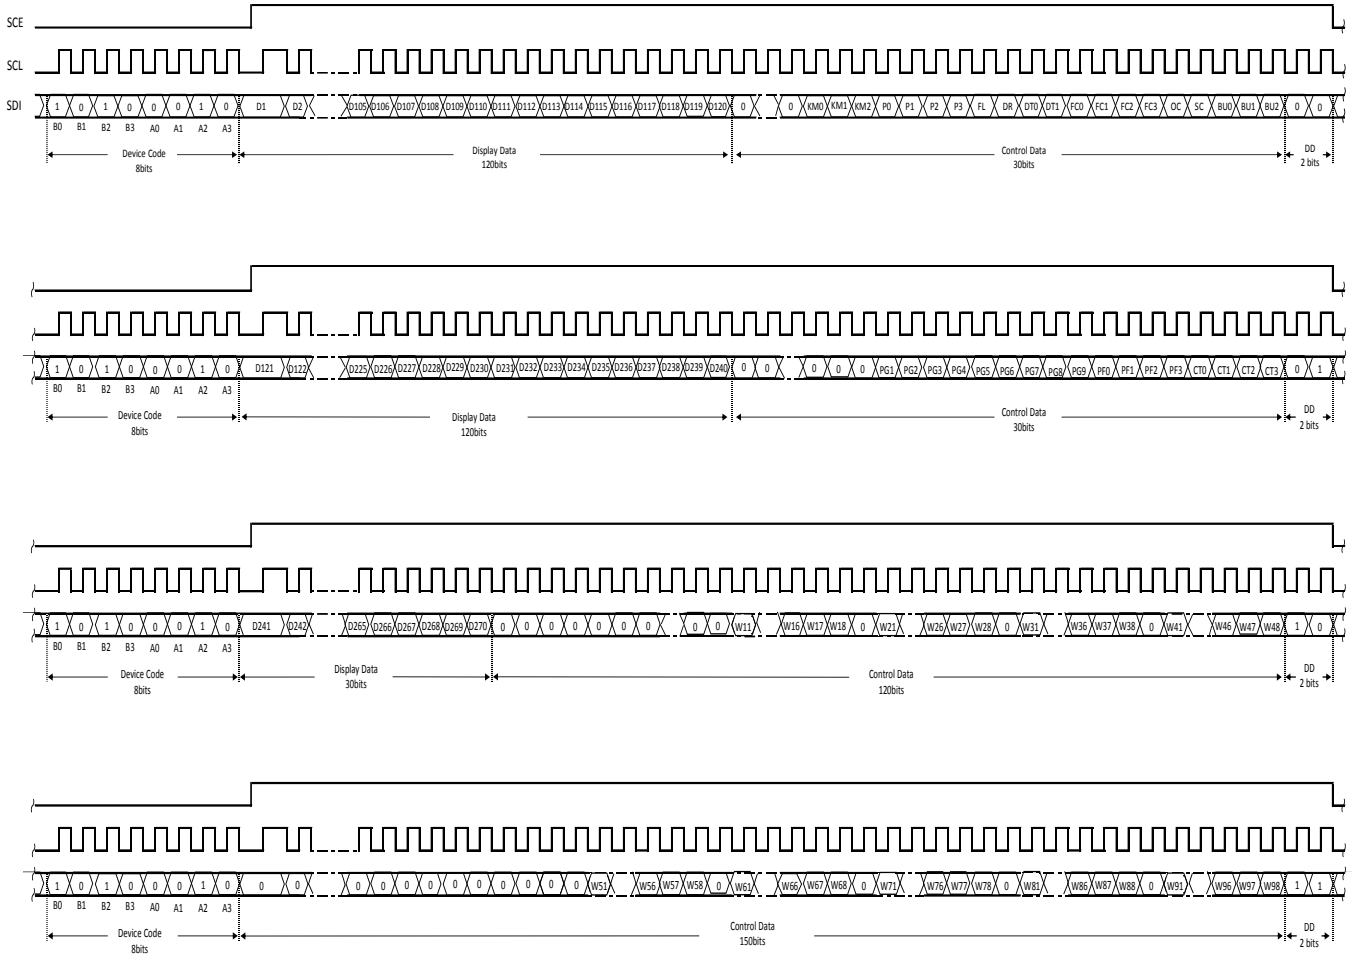 SCE
SCL
SDI 1 0 1 0 0 0 1 0 D1 D2 D105 D106 D107 D108 D109 D110 D111 D112 D113 D114 D115 D116 D117 D118 D119 D120 0 0 KM0 KM1 KM2 P0 P1 P2 P3 FL DR DT0 DT1 FC0 FC1 FC2 FC3 OC SC BU0 BU1 BU2 0 0
B0 B1 B2 B3 A0 A1 A2 A3
Device Code Display Data Control Data DD
8bits 120bits 30bits 2 bits
1 0 1 0 0 0 1 0 D121 D122 D225 D226 D227 D228 D229 D230 D231 D232 D233 D234 D235 D236 D237 D238 D239 D240 0 0 0 0 0 PG1 PG2 PG3 PG4 PG5 PG6 PG7 PG8 PG9 PF0 PF1 PF2 PF3 CT0 CT1 CT2 CT3 0 1
B0 B1 B2 B3 A0 A1 A2 A3
Device Code Display Data Control Data DD
8bits 120bits 30bits 2 bits
1 0 1 0 0 0 1 0 D241 D242 D265 D266 D267 D268 D269 D270 0 0 0 0 0 0 0 0 0 W11 W16 W17 W18 0 W21 W26 W27 W28 0 W31 W36 W37 W38 0 W41 W46 W47 W48 1 0
B0 B1 B2 B3 A0 A1 A2 A3
Device Code Display Data Control Data DD
8bits 30bits 120bits 2 bits
1 0 1 0 0 0 1 0 0 0 0 0 0 0 0 0 0 0 0 0 W51 W56 W57 W58 0 W61 W66 W67 W68 0 W71 W76 W77 W78 0 W81 W86 W87 W88 0 W91 W96 W97 W98 1 1
B0 B1 B2 B3 A0 A1 A2 A3
Device Code Control Data DD
8bits 150bits 2 bits